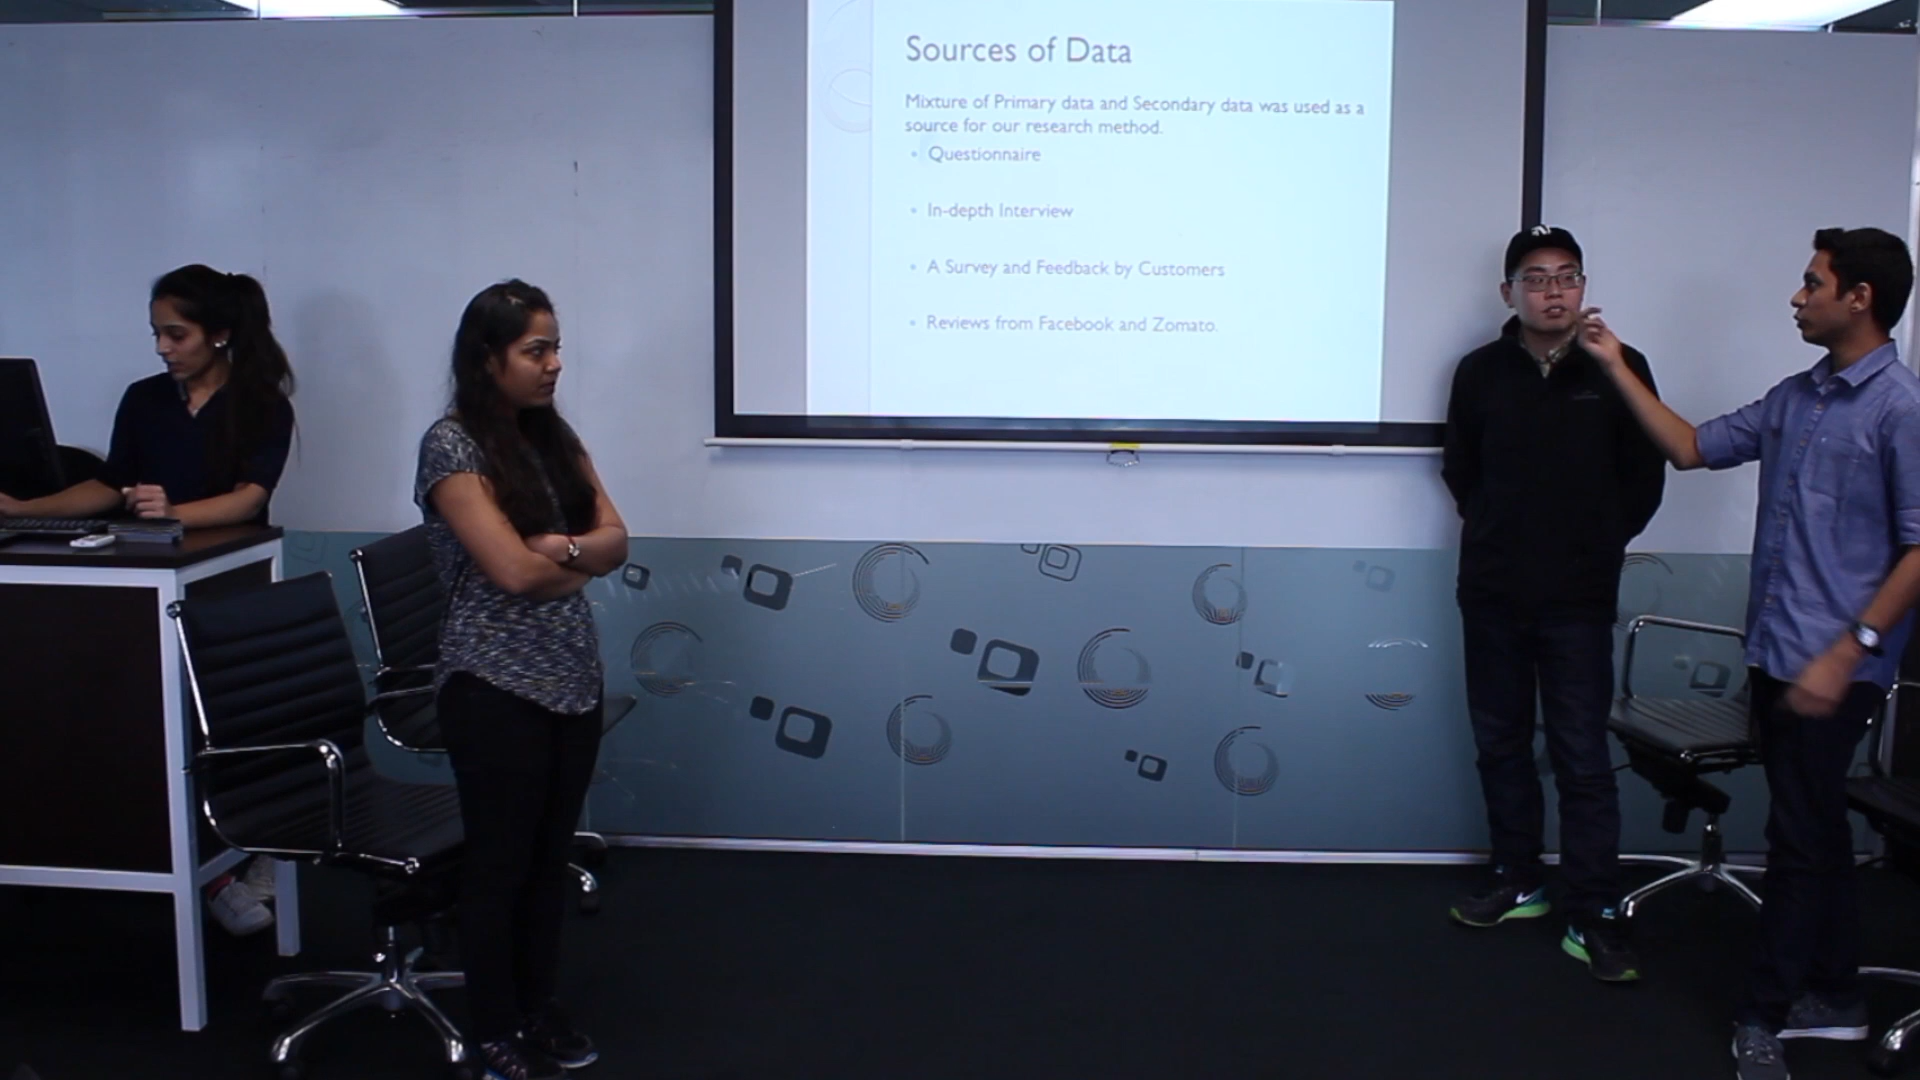 Sources of Data
Mixture of Primary data and Secondary data was used as a
source for our research method.
• Questionnaire
• In-depth Interview
• A Survey and Feedback by Customers
• Reviews from Facebook and Zomato.